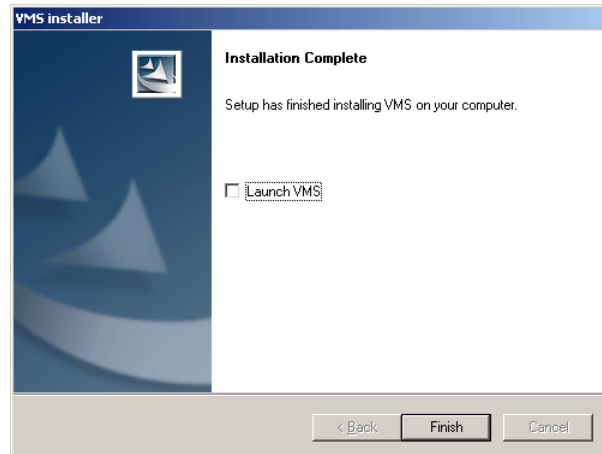 VMS installer
Installation Complete
Setup has finished installing VMS on your computer.
Launch VMS
< Back
Finish
Cancel